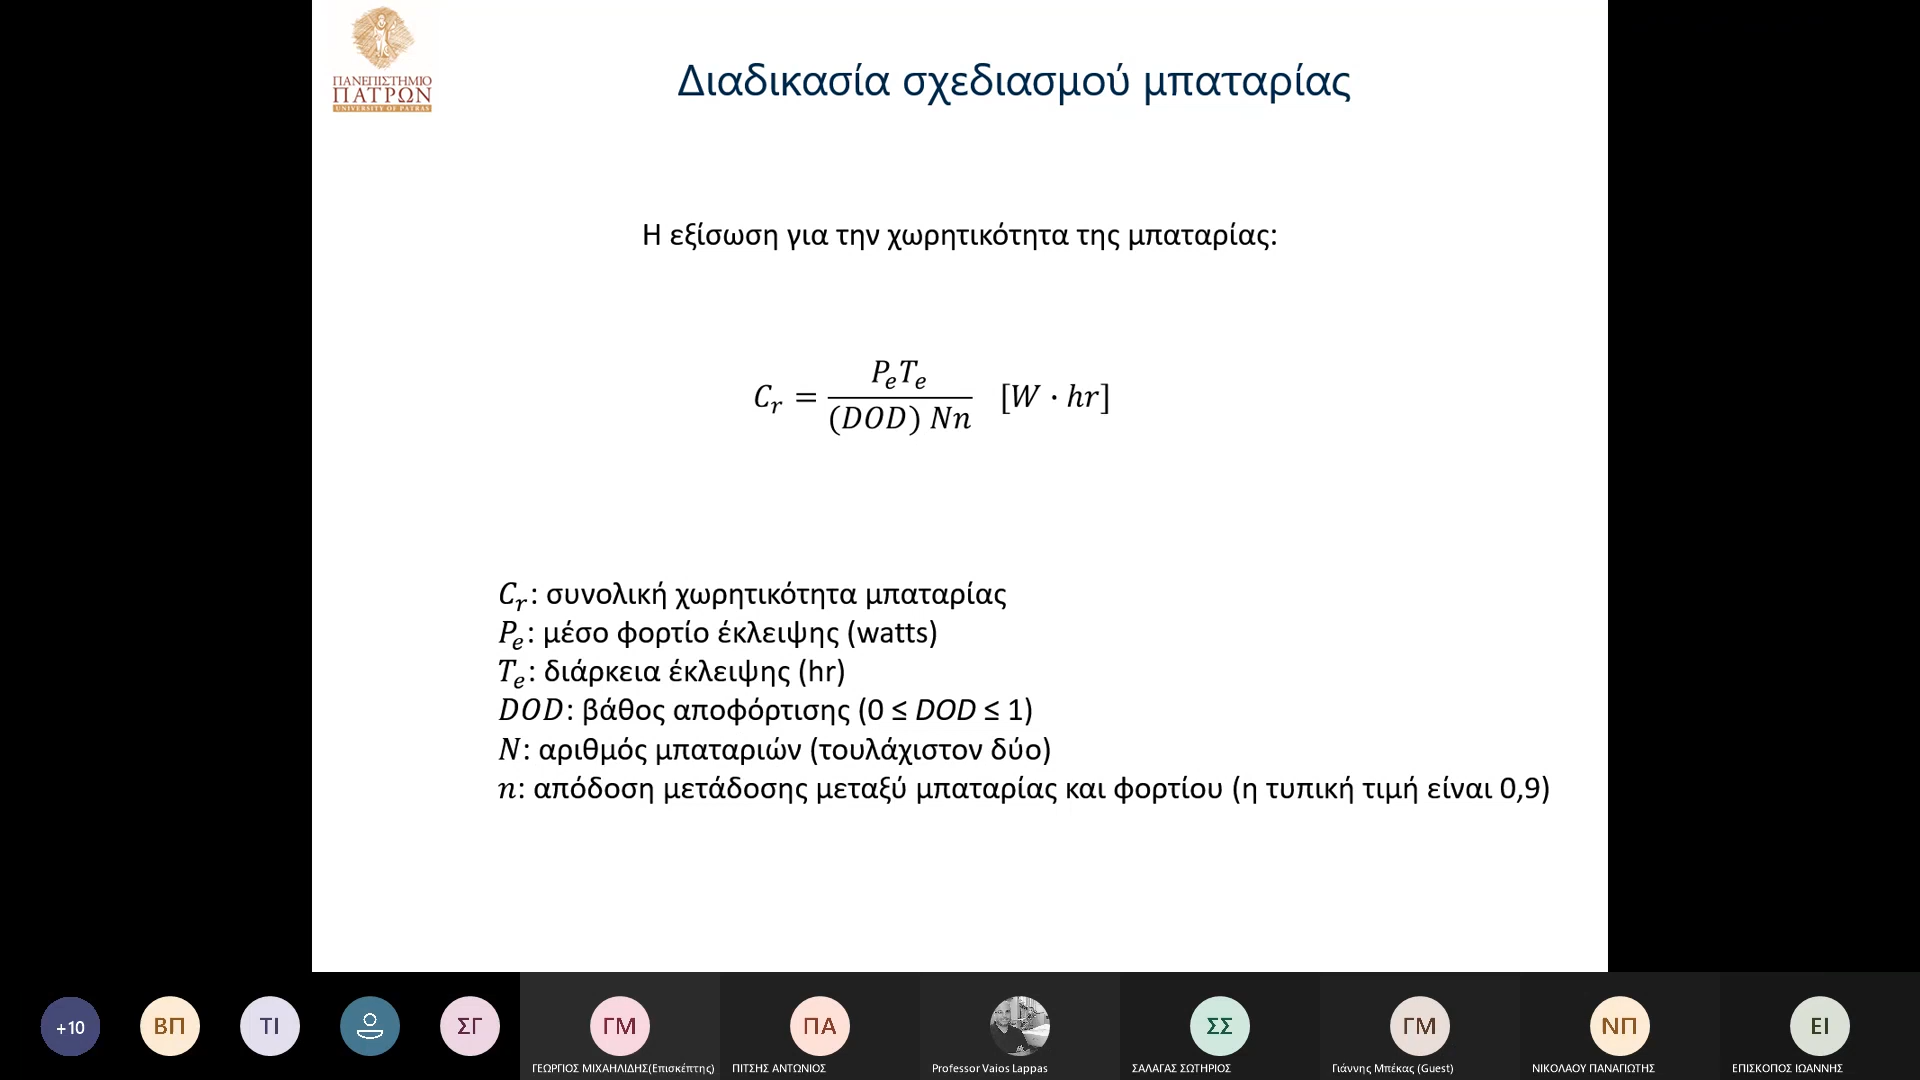 ΠΑΝΕΠΙΣΤΗΜΙΟ
ΠΑΤΡΩΝ
UNIVERSITY OF PATRAS
Διαδικασία σχεδιασμού μπαταρίας
Η εξίσωση για την χωρητικότητα της μπαταρίας:
C_r = \frac{P_e T_e}{(DOD) Nn} [W · hr]
C_r: συνολική χωρητικότητα μπαταρίας
P_e: μέσο φορτίο έκλειψης (watts)
T_e: διάρκεια έκλειψης (hr)
DOD: βάθος αποφόρτισης (0 ≤ DOD ≤ 1)
N: αριθμός μπαταριών (τουλάχιστον δύο)
n: απόδοση μετάδοσης μεταξύ μπαταρίας και φορτίου (η τυπική τιμή είναι 0,9)
+10
ΒΠ
ΤΙ
ΣΓ
ΓΜ
ΠΑ
ΣΣ
ΓΜ
ΝΠ
ΕΙ
ΓΕΩΡΓΙΟΣ ΜΙΧΑΗΛΙΔΗΣ(Επισκέπτης)
ΠΙΤΣΗΣ ΑΝΤΩΝΙΟΣ
Professor Vaios Lappas
ΣΑΛΑΓΑΣ ΣΩΤΗΡΙΟΣ
Γιάννης Μπέκας (Guest)
ΝΙΚΟΛΑΟΥ ΠΑΝΑΓΙΩΤΗΣ
ΕΠΙΣΚΟΠΟΣ ΙΩΑΝΝΗΣ